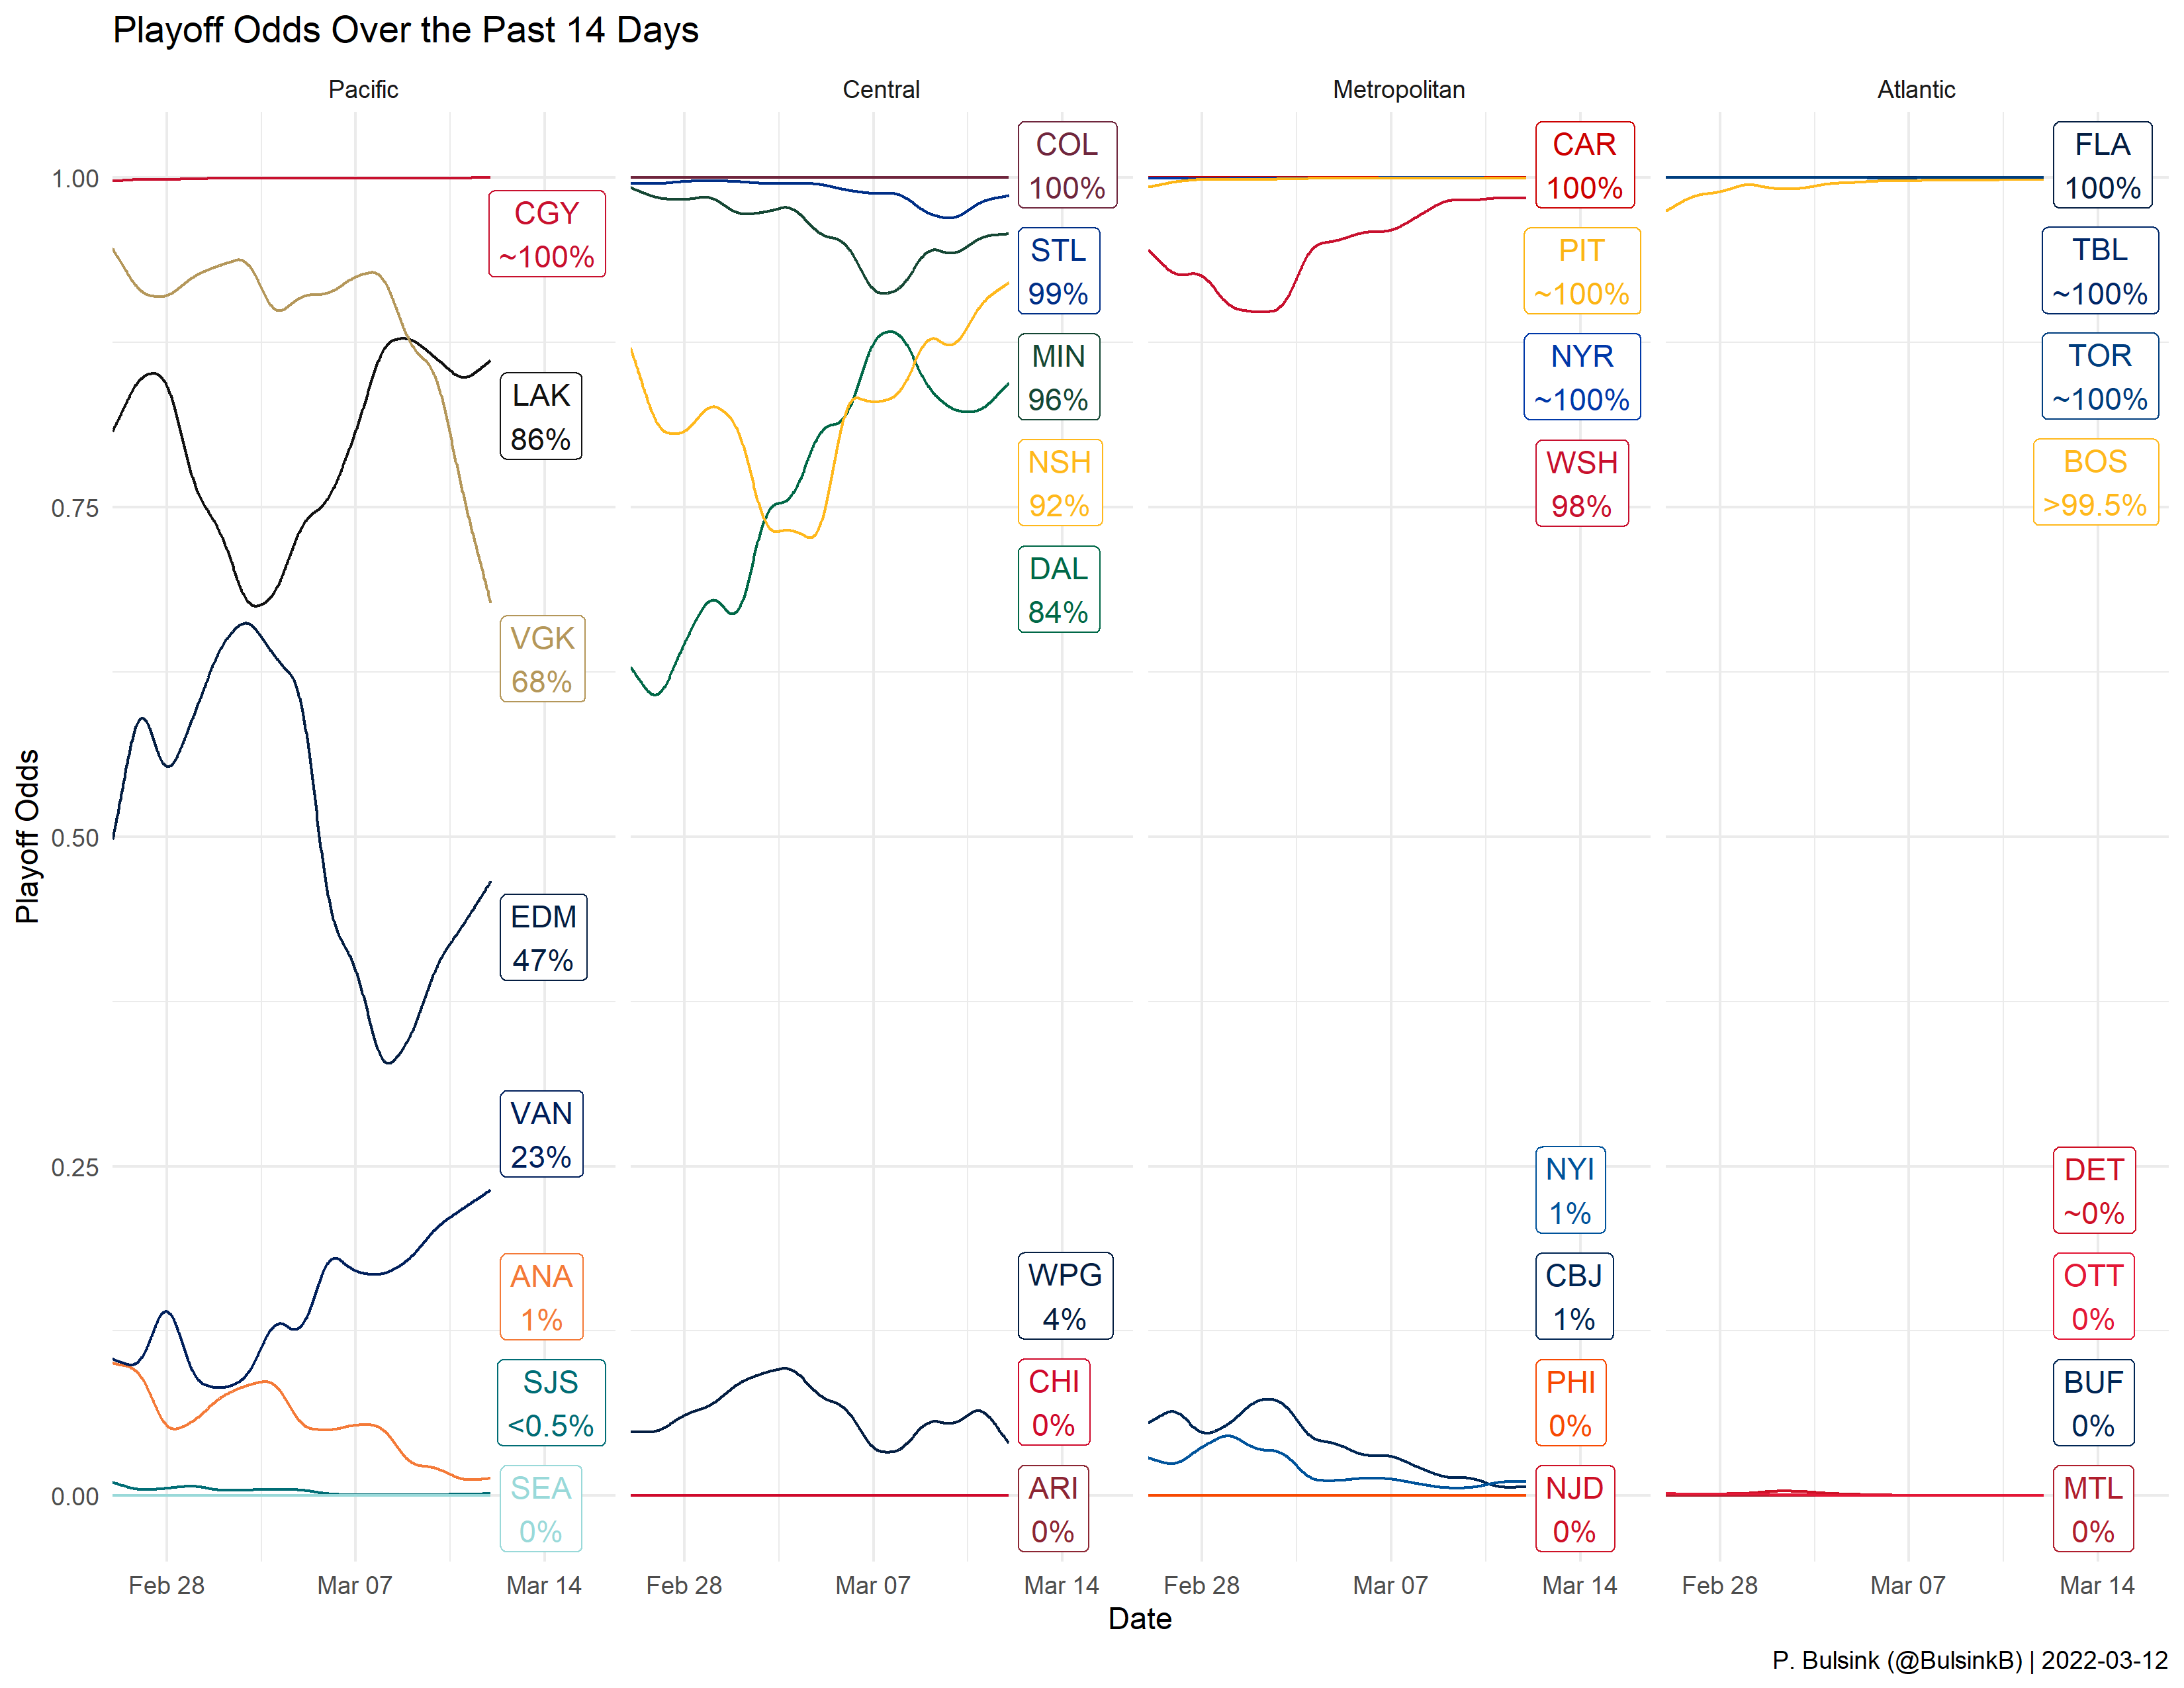 Playoff Odds Over the Past 14 Days
Pacific
Central
Metropolitan
Atlantic
Playoff Odds
1.00
0.75
0.50
0.25
0.00
CGY
~100%
LAK
86%
VGK
68%
EDM
47%
VAN
23%
ANA
1%
SJS
<0.5%
SEA
0%
COL
100%
STL
99%
MIN
96%
NSH
92%
DAL
84%
WPG
4%
CHI
0%
ARI
0%
CAR
100%
PIT
~100%
NYR
~100%
WSH
98%
NYI
1%
CBJ
1%
PHI
0%
NJD
0%
FLA
100%
TBL
~100%
TOR
~100%
BOS
>99.5%
DET
~0%
OTT
0%
BUF
0%
MTL
0%
Feb 28 Mar 07 Mar 14
Feb 28 Mar 07 Mar 14
Feb 28 Mar 07 Mar 14
Feb 28 Mar 07 Mar 14
Date
P. Bulsink (@BulsinkB) | 2022-03-12